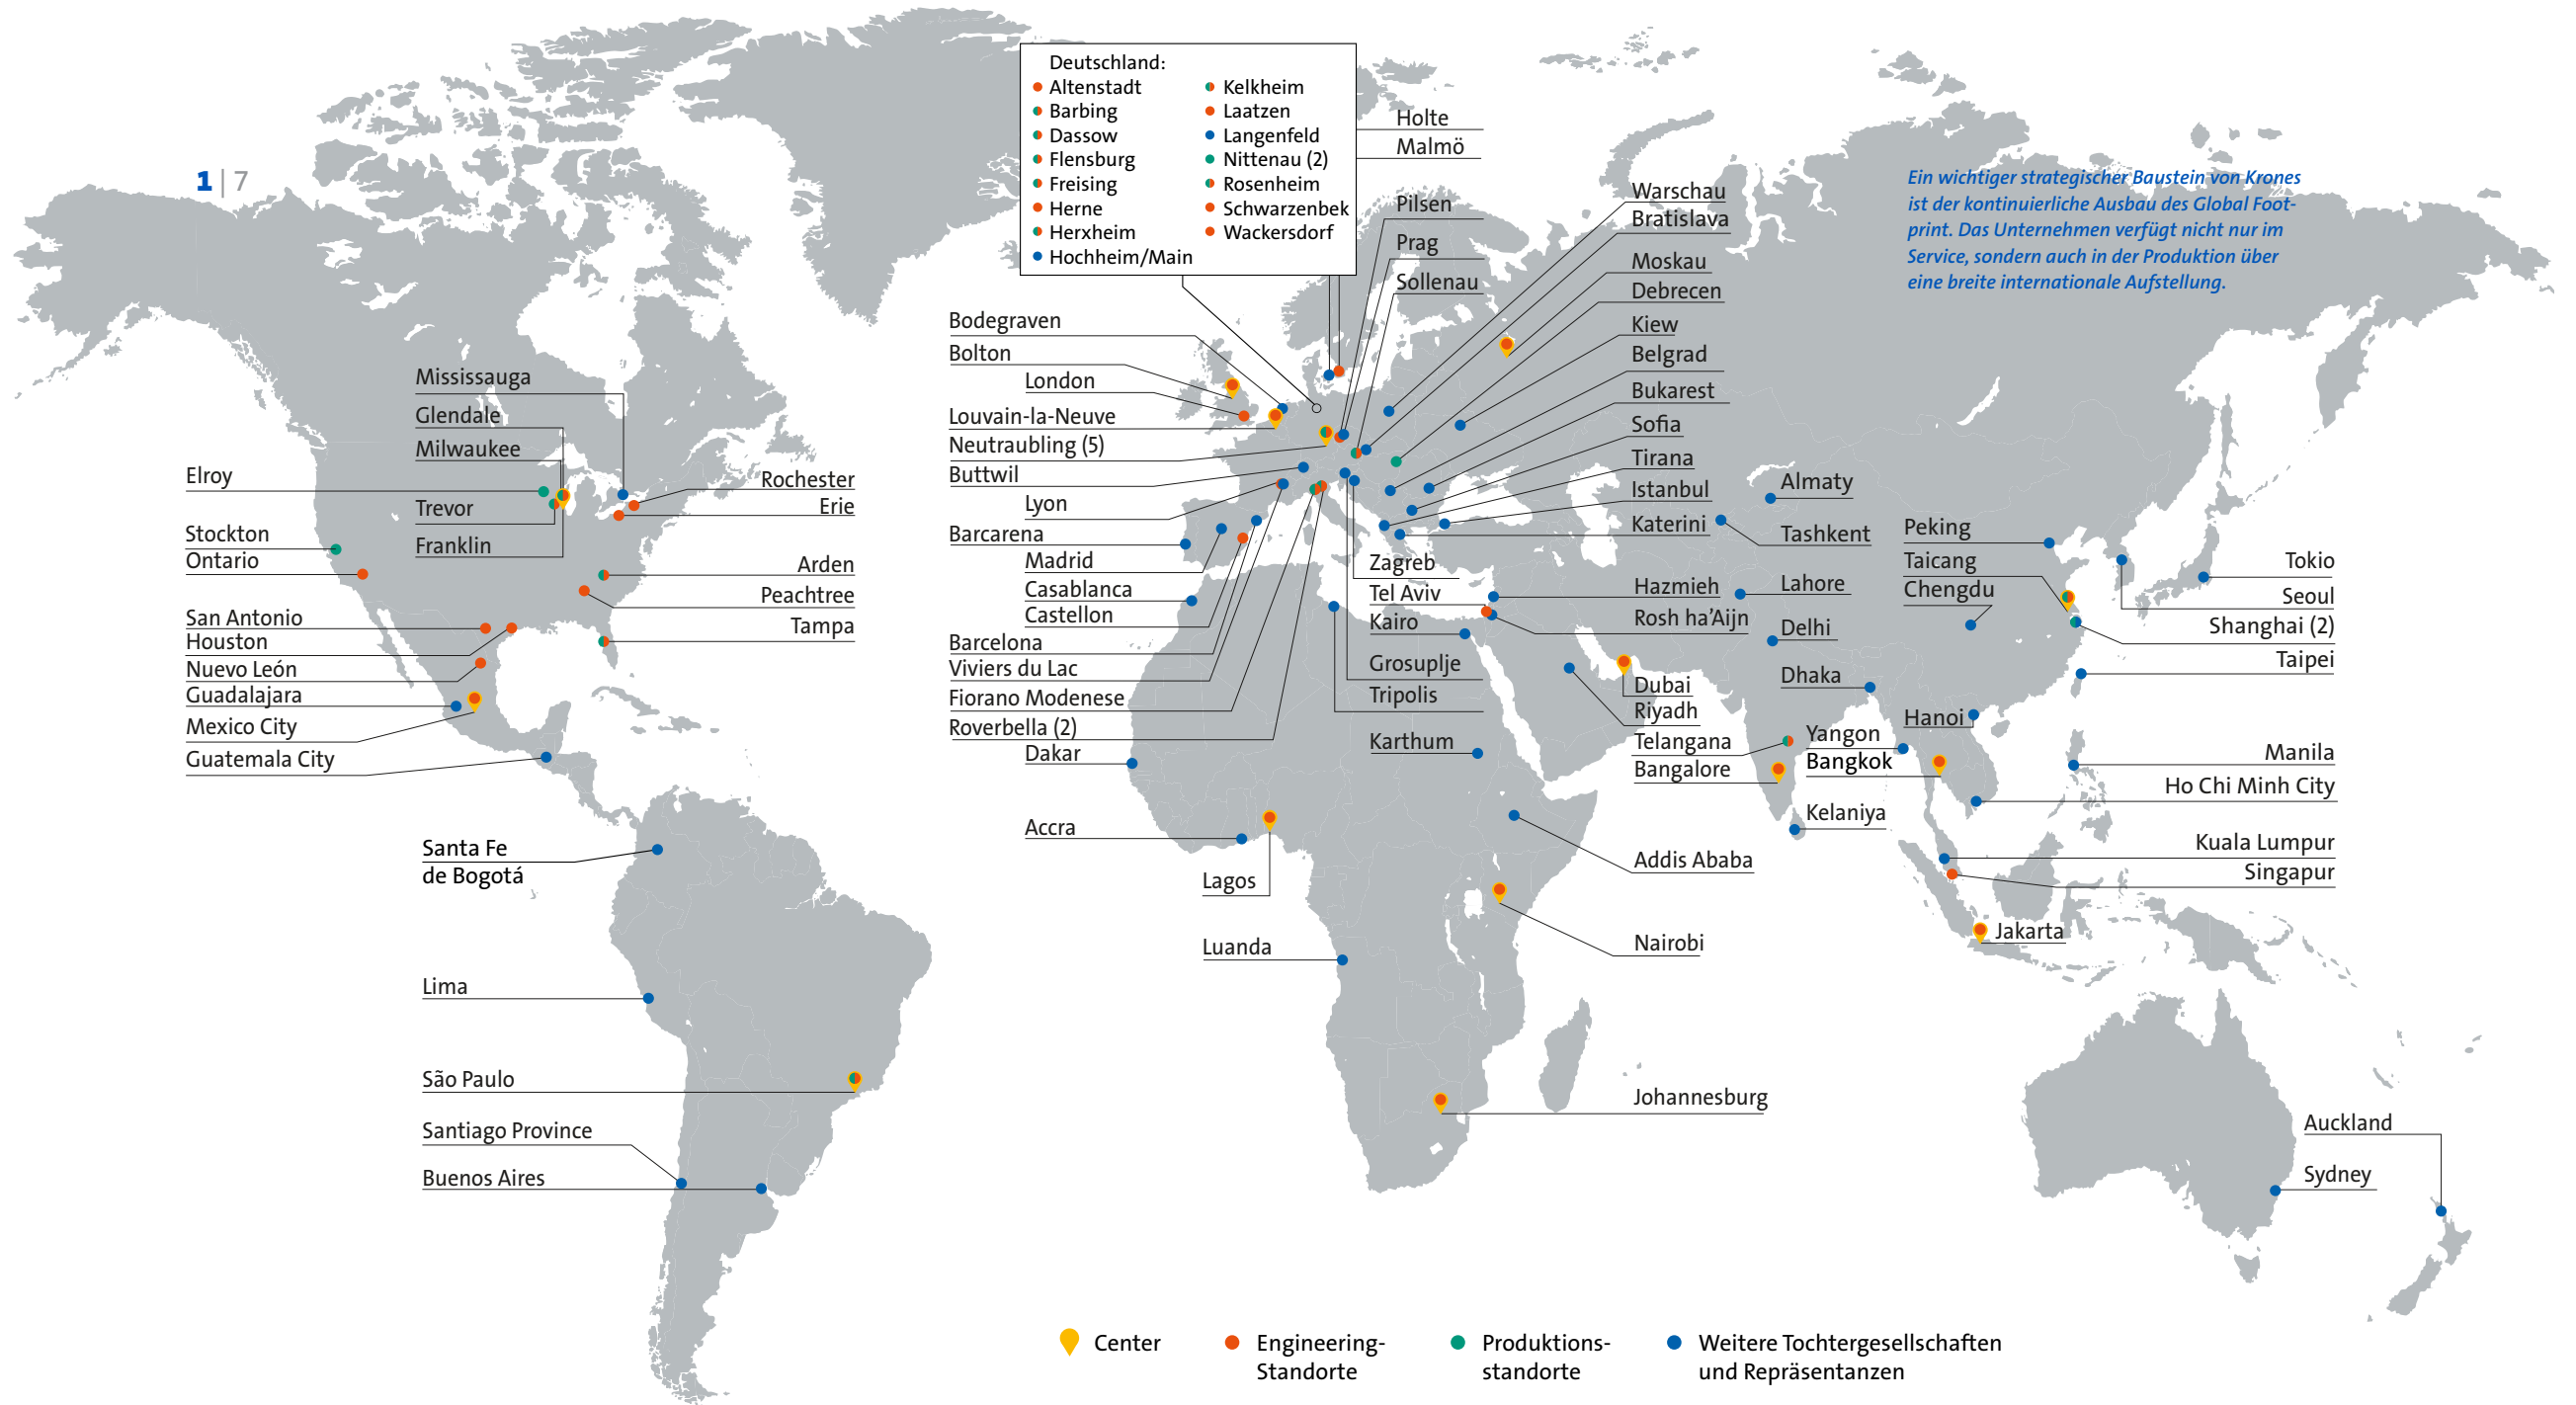 1 | 7
Deutschland:
Altenstadt
Barbing
Dassow
Flensburg
Freising
Herne
Herxheim
Hochheim/Main
Kelkheim
Laatzen
Langenfeld
Nittenau (2)
Rosenheim
Schwarzenbek
Wackersdorf
Ein wichtiger strategischer Baustein von Krones
ist der kontinuierliche Ausbau des Global Foot-
print. Das Unternehmen verfügt nicht nur im
Service, sondern auch in der Produktion über
eine breite internationale Aufstellung.
Mississauga
Glendale
Milwaukee
Trevor
Franklin
Elroy
Stockton
Ontario
San Antonio
Houston
Nuevo León
Guadalajara
Mexico City
Guatemala City
Rochester
Erie
Arden
Peachtree
Tampa
Santa Fe
de Bogotá
Lima
São Paulo
Santiago Province
Buenos Aires
Holte
Malmö
Pilsen
Prag
Sollenau
Bodegraven
Bolton
London
Louvain-la-Neuve
Neutraubling (5)
Buttwil
Lyon
Barcarena
Madrid
Casablanca
Castellon
Barcelona
Viviers du Lac
Fiorano Modenese
Roverbella (2)
Dakar
Accra
Lagos
Luanda
Warschau
Bratislava
Moskau
Debrecen
Kiew
Belgrad
Bukarest
Sofia
Tirana
Istanbul
Katerini
Zagreb
Tel Aviv
Kairo
Grosuplje
Tripolis
Karthum
Hazmieh
Rosh ha’Aijn
Dubai
Riyadh
Telangana
Bangalore
Addis Ababa
Nairobi
Johannesburg
Almaty
Tashkent
Lahore
Delhi
Dhaka
Yangon
Bangkok
Kelaniya
Peking
Taicang
Chengdu
Hanoi
Jakarta
Tokio
Seoul
Shanghai (2)
Taipei
Manila
Ho Chi Minh City
Kuala Lumpur
Singapur
Auckland
Sydney
Center
Engineering-
Standorte
Produktions-
standorte
Weitere Tochtergesellschaften
und Repräsentanzen